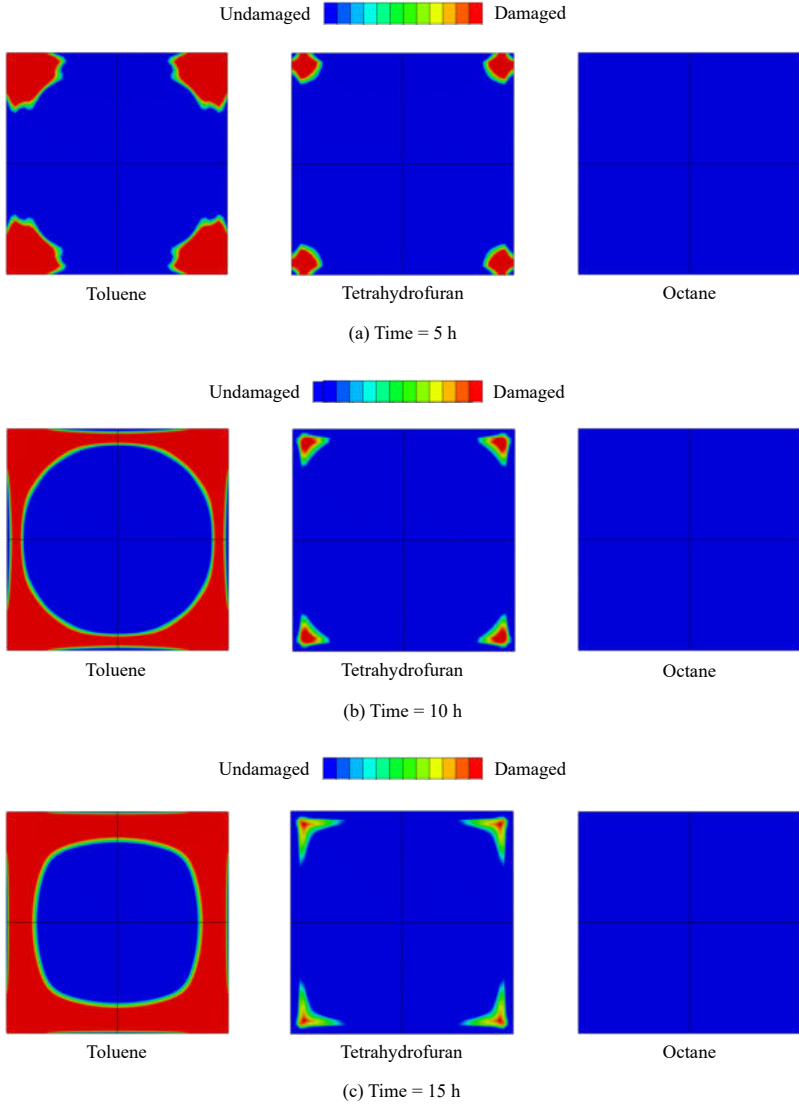 Undamaged Damaged
Toluene Tetrahydrofuran Octane
(a) Time = 5 h
Undamaged Damaged
Toluene Tetrahydrofuran Octane
(b) Time = 10 h
Undamaged Damaged
Toluene Tetrahydrofuran Octane
(c) Time = 15 h